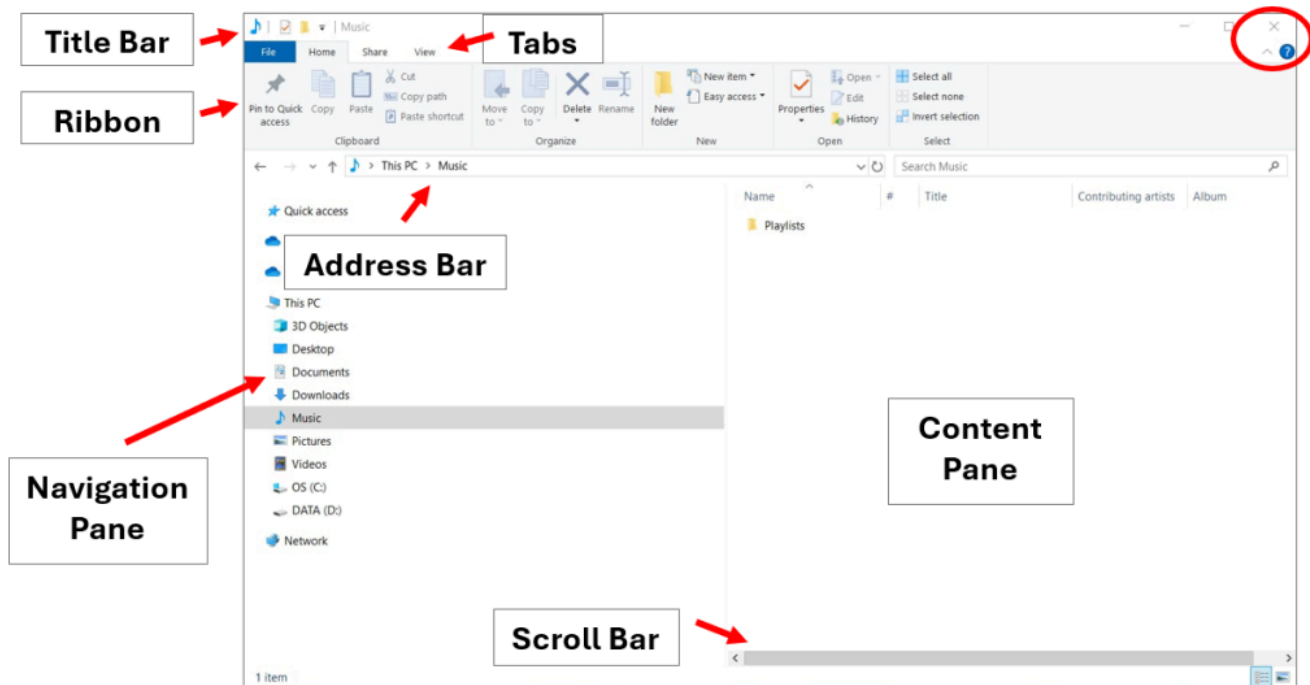 Title Bar
Music
Tabs
File Home Share View
Ribbon
Pin to Quick access
Copy
Paste
Cut
Copy path
Paste shortcut
Clipboard
Move to
Copy to
Delete
Rename
Organize
New folder
New item
Easy access
New
Properties
Open
Edit
History
Open
Select all
Select none
Invert selection
Select
This PC > Music
Search Music
Address Bar
Quick access
This PC
3D Objects
Desktop
Documents
Downloads
Music
Pictures
Videos
OS (C:)
DATA (D:)
Network
Navigation
Pane
Name # Title Contributing artists Album
Playlists
Content
Pane
Scroll Bar
1 item